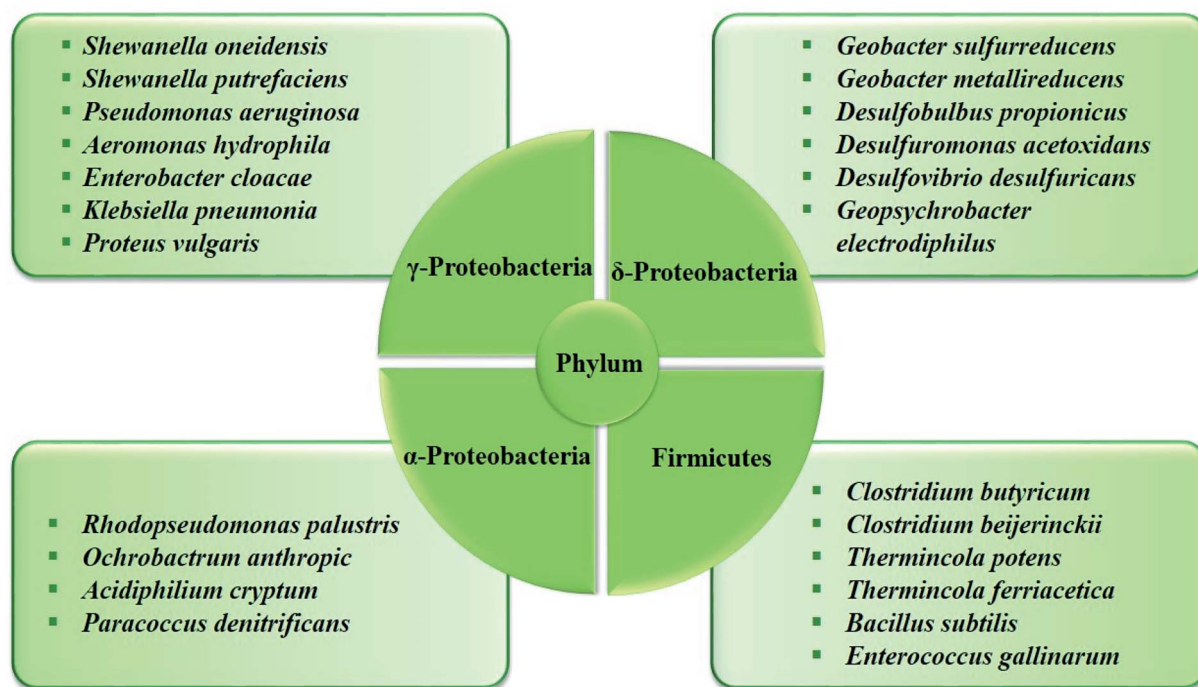 ▪ Shewanella oneidensis
▪ Shewanella putrefaciens
▪ Pseudomonas aeruginosa
▪ Aeromonas hydrophila
▪ Enterobacter cloacae
▪ Klebsiella pneumonia
▪ Proteus vulgaris
▪ Geobacter sulfurreducens
▪ Geobacter metallireducens
▪ Desulfobulbus propionicus
▪ Desulfuromonas acetoxidans
▪ Desulfovibrio desulfuricans
▪ Geopsychrobacter
electrodiphilus
γ-Proteobacteria
δ-Proteobacteria
Phylum
α-Proteobacteria
Firmicutes
▪ Rhodopseudomonas palustris
▪ Ochrobactrum anthropic
▪ Acidiphilium cryptum
▪ Paracoccus denitrificans
▪ Clostridium butyricum
▪ Clostridium beijerinckii
▪ Thermincola potens
▪ Thermincola ferriacetica
▪ Bacillus subtilis
▪ Enterococcus gallinarum